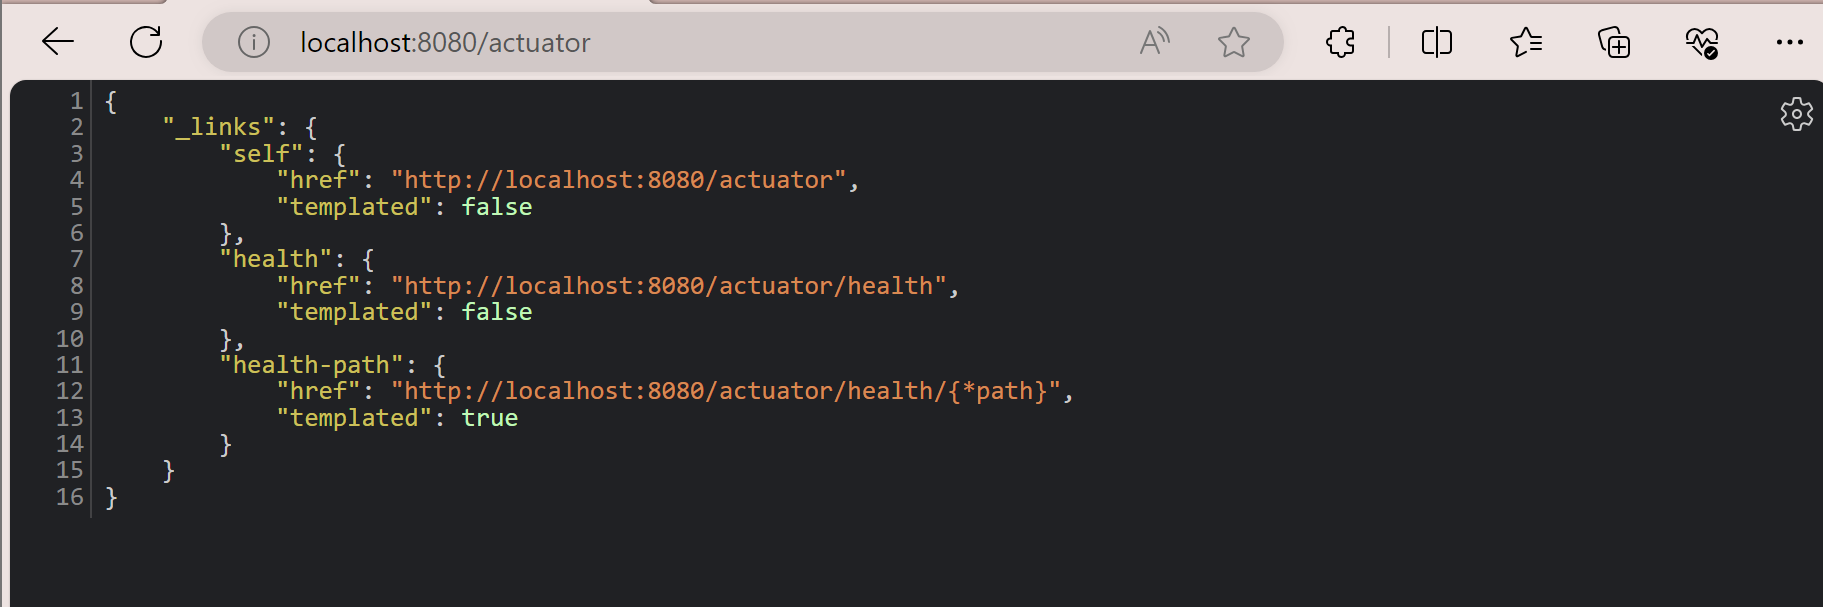 localhost:8080/actuator
1 {
2     "_links": {
3         "self": {
4             "href": "http://localhost:8080/actuator",
5             "templated": false
6         },
7         "health": {
8             "href": "http://localhost:8080/actuator/health",
9             "templated": false
10         },
11         "health-path": {
12             "href": "http://localhost:8080/actuator/health/{*path}",
13             "templated": true
14         }
15     }
16 }